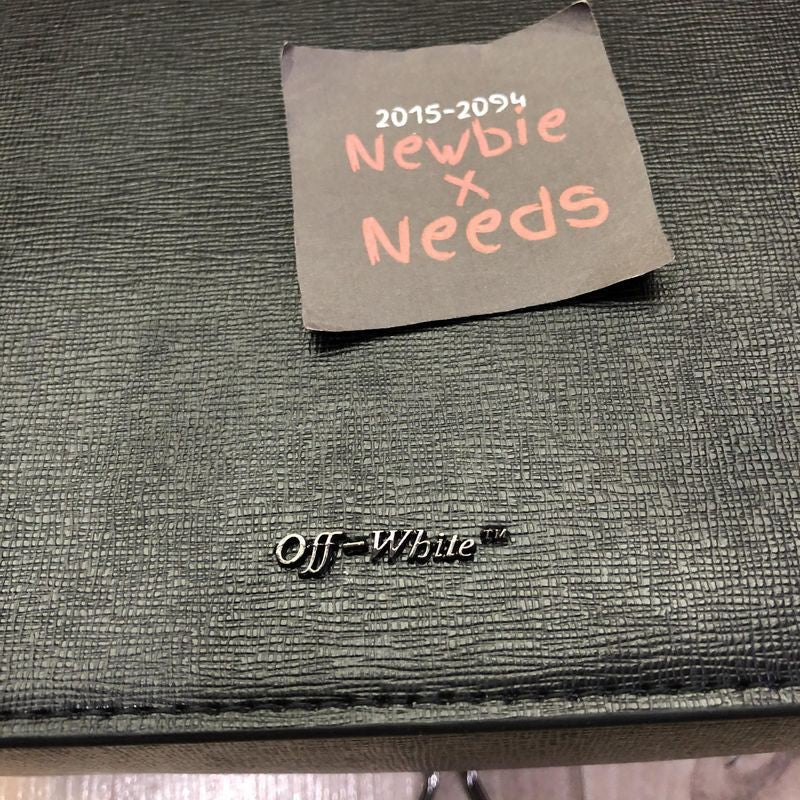 2015-2094
Newbie
x
Needs
Off-White™